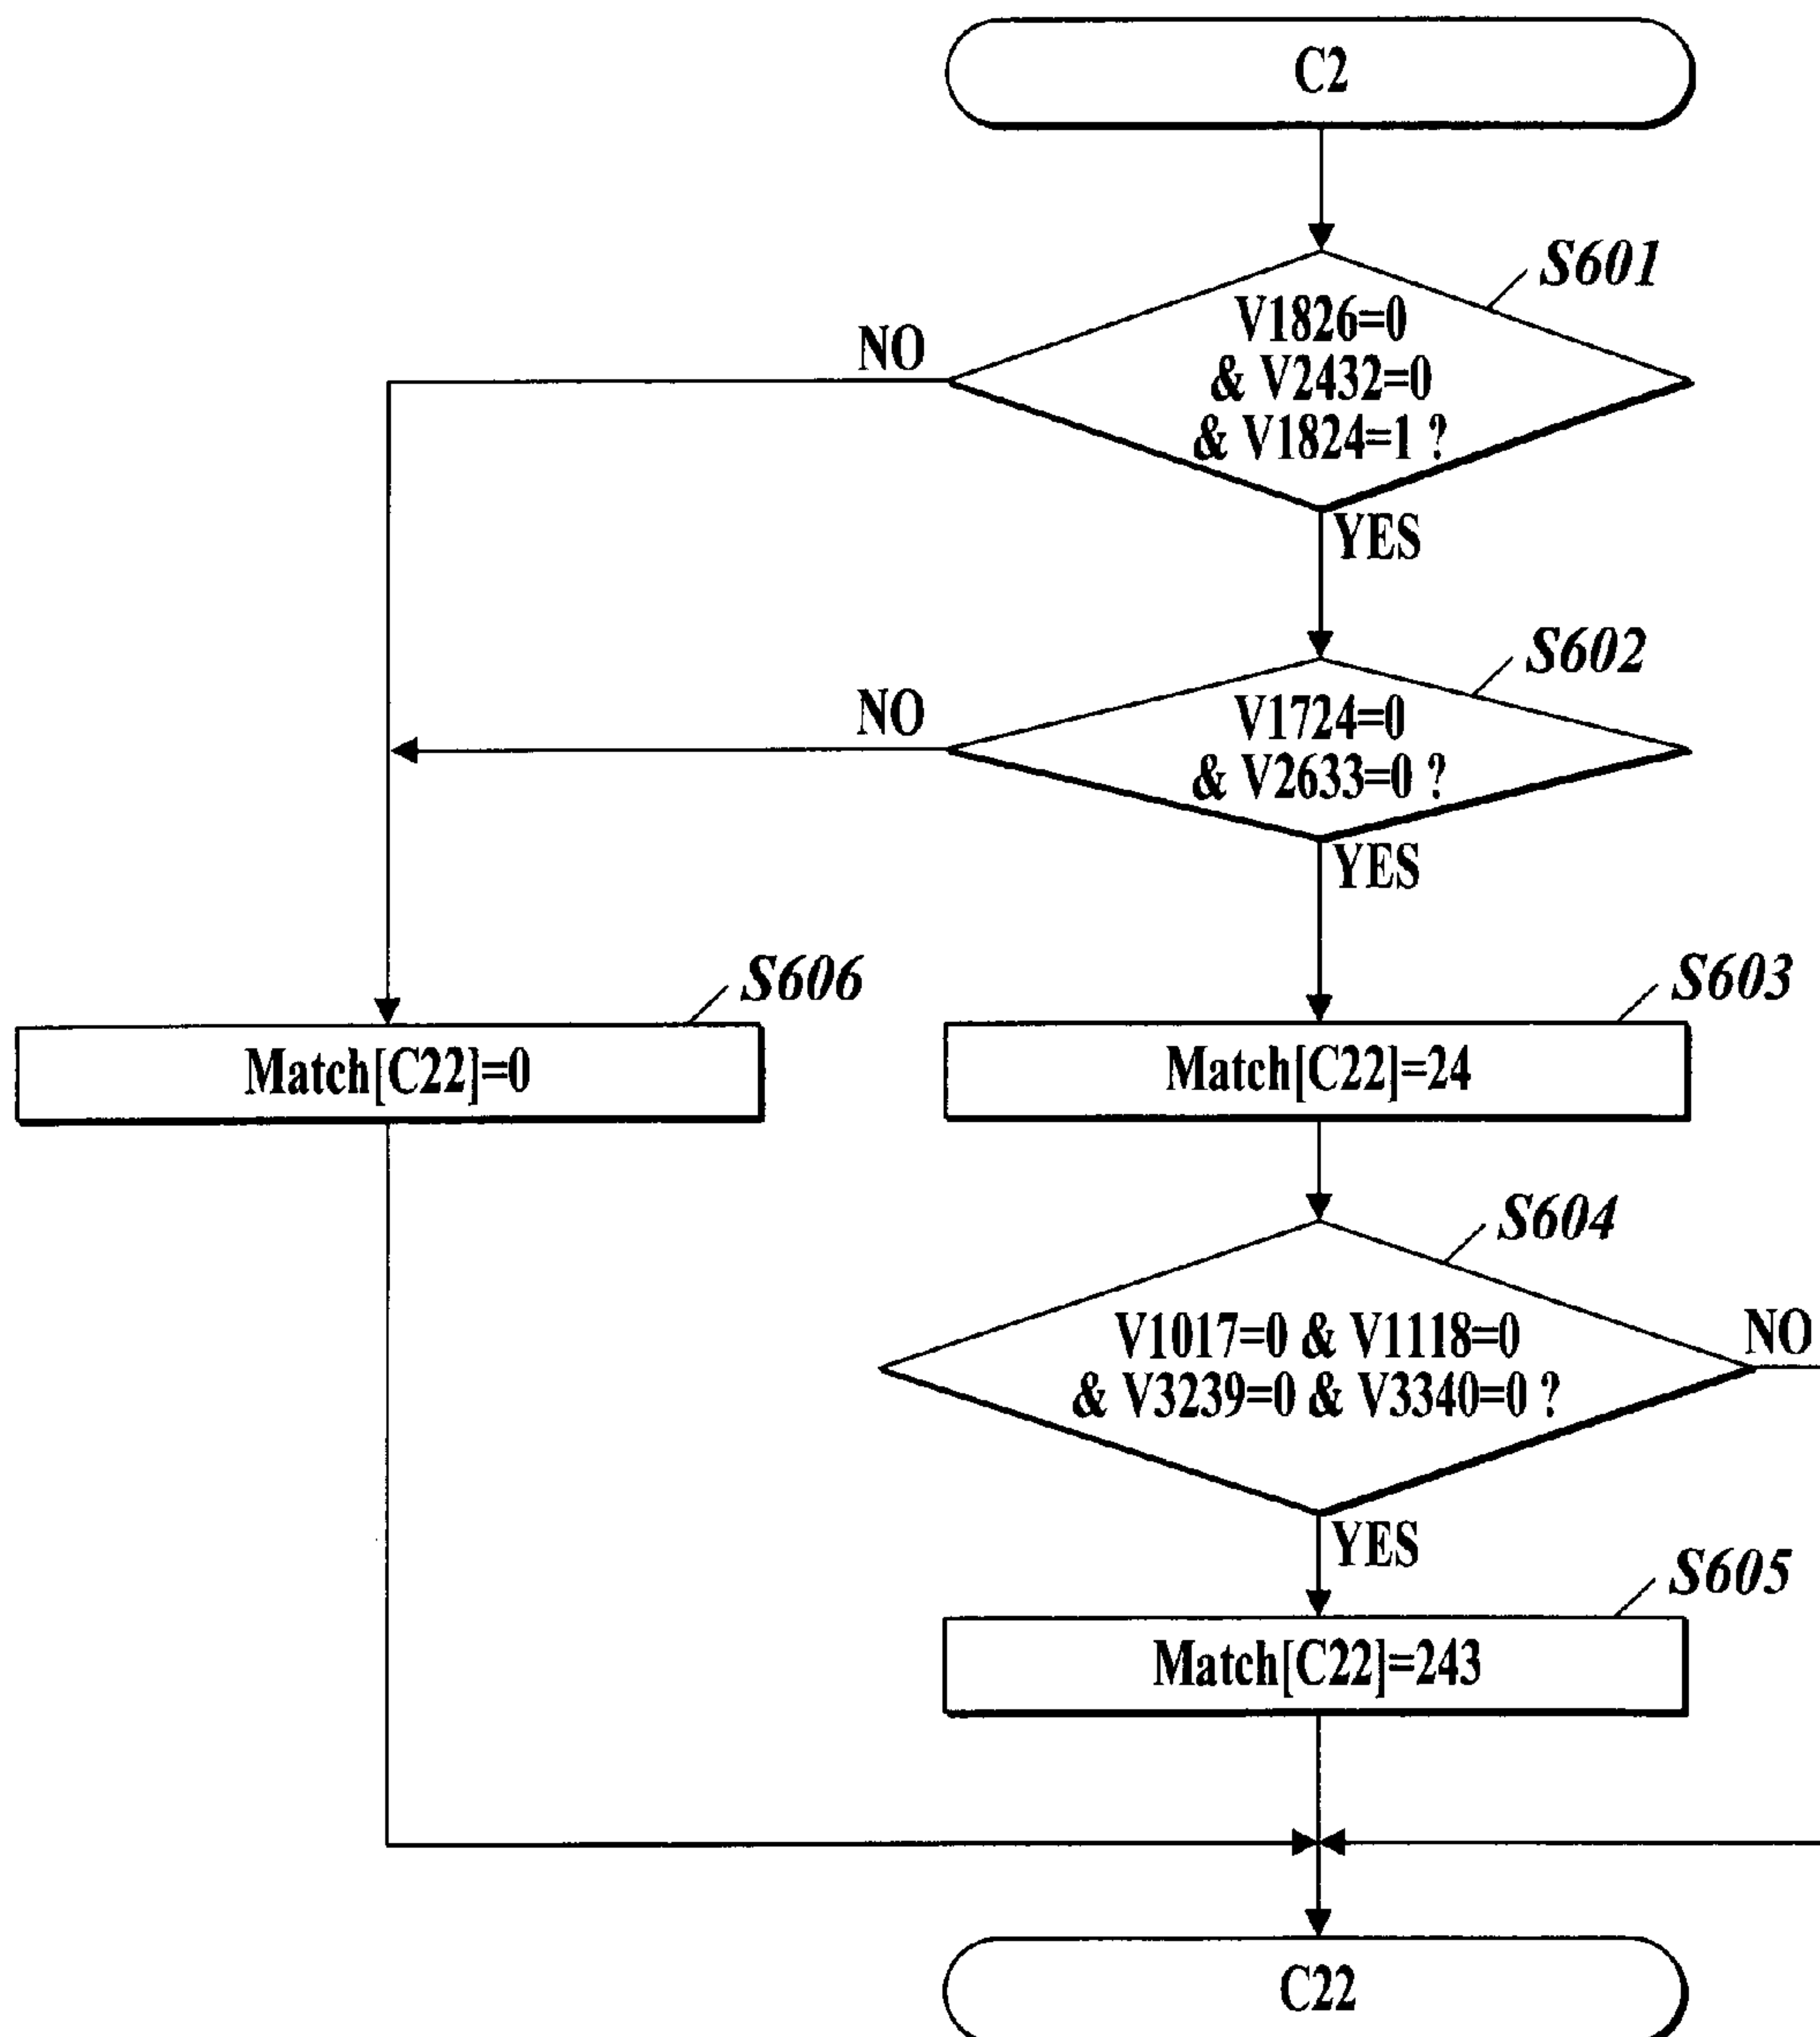 C2
S601
V1826=0
& V2432=0
& V1824=1 ?
NO
YES
S602
V1724=0
& V2633=0 ?
NO
YES
S606
Match[C22]=0
S603
Match[C22]=24
S604
V1017=0 & V1118=0
& V3239=0 & V3340=0 ?
NO
YES
S605
Match[C22]=243
C22